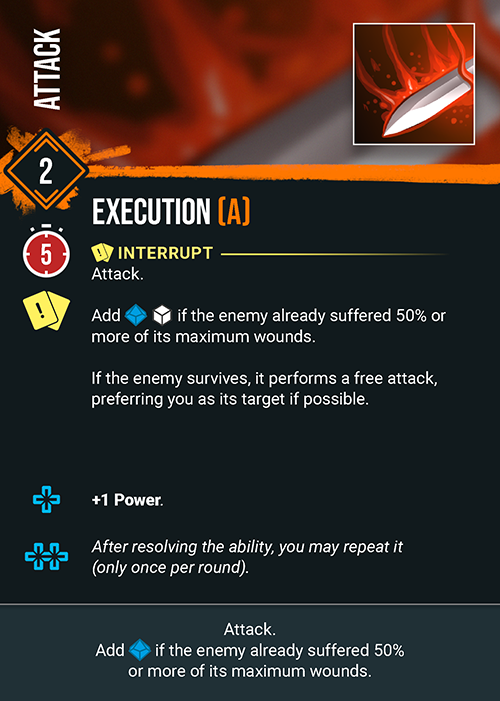 ATTACK
2
EXECUTION (A)
5
! INTERRUPT
Attack.
!
Add if the enemy already suffered 50% or
more of its maximum wounds.
If the enemy survives, it performs a free attack,
preferring you as its target if possible.
+1 Power.
After resolving the ability, you may repeat it
(only once per round).
Attack.
Add if the enemy already suffered 50%
or more of its maximum wounds.